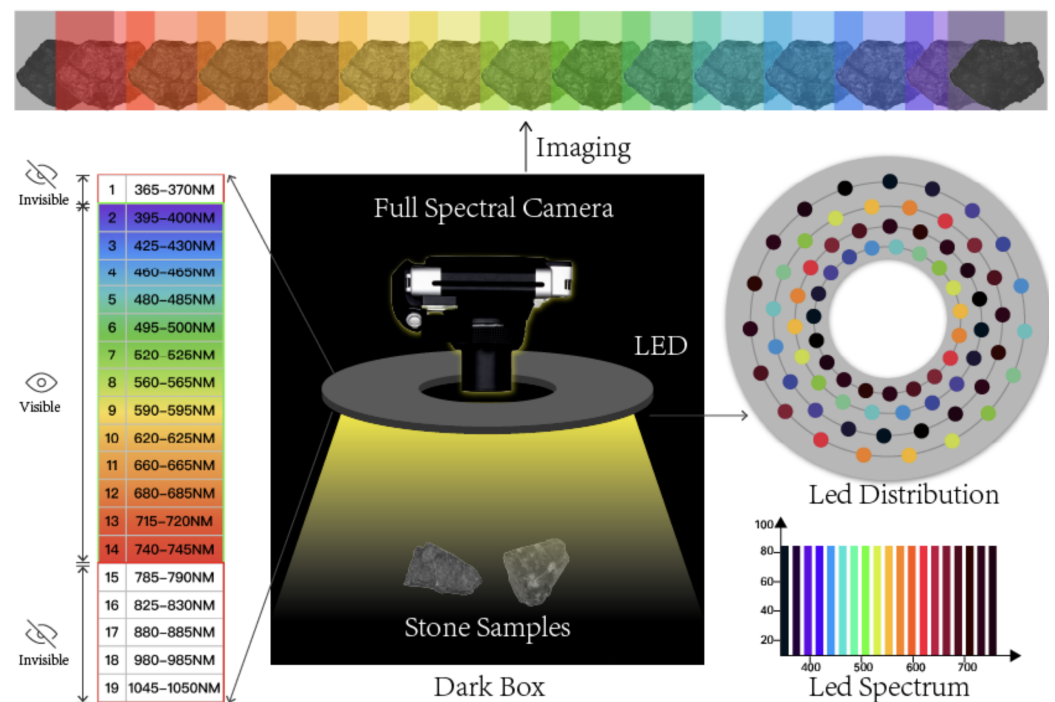 Imaging
Invisible
1 365–370NM
2 395–400NM
3 425–430NM
4 460–465NM
5 480–485NM
6 495–500NM
7 520–525NM
8 560–565NM
9 590–595NM
10 620–625NM
11 660–665NM
12 680–685NM
13 715–720NM
14 740–745NM
15 785–790NM
16 825–830NM
17 880–885NM
18 980–985NM
19 1045–1050NM
Visible
Invisible
Full Spectral Camera
LED
Stone Samples
Dark Box
Led Distribution
100
80
60
40
20
400 500 600 700
Led Spectrum